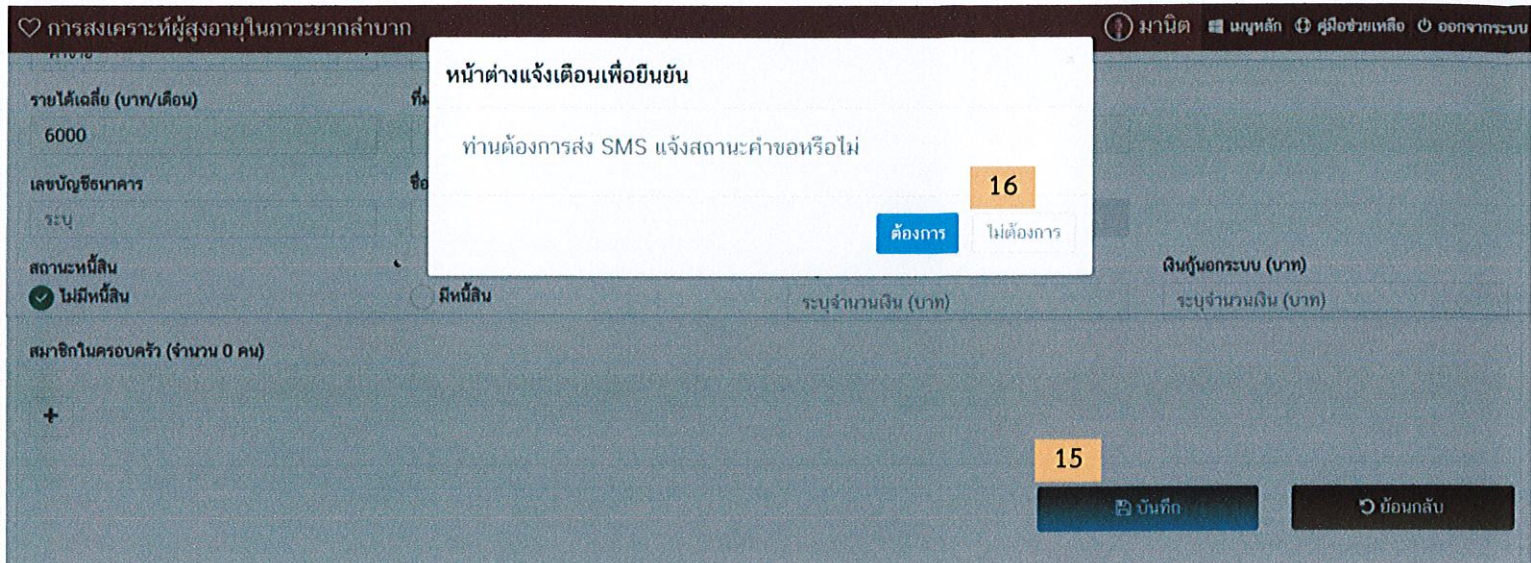 การสงเคราะห์ผู้สูงอายุในภาวะยากลำบาก
มานิต เมนูหลัก คู่มือช่วยเหลือ ออกจากระบบ
หน้าต่างแจ้งเตือนเพื่อยืนยัน
รายได้เฉลี่ย (บาท/เดือน)
6000
ท่านต้องการส่ง SMS แจ้งสถานะคำขอหรือไม่
เลขบัญชีธนาคาร
16
ระบุ
ต้องการ ไม่ต้องการ
สถานะหนี้สิน
เงินกู้นอกระบบ (บาท)
ไม่มีหนี้สิน มีหนี้สิน ระบุจำนวนเงิน (บาท) ระบุจำนวนเงิน (บาท)
สมาชิกในครอบครัว (จำนวน 0 คน)
+
15
บันทึก ย้อนกลับ